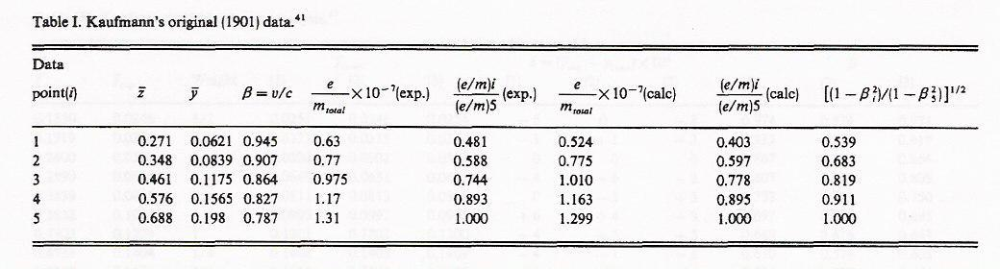 Table I. Kaufmann's original (1901) data.⁴¹
Data
point(i) z̄ ȳ β = υ/c e/m_total ×10⁻⁷(exp.) (e/m)i/(e/m)5 (exp.) e/m_total ×10⁻⁷(calc) (e/m)i/(e/m)5 (calc) [(1 − β²ᵢ)/(1 − β²₅)]¹/²
1 0.271 0.0621 0.945 0.63 0.481 0.524 0.403 0.539
2 0.348 0.0839 0.907 0.77 0.588 0.775 0.597 0.683
3 0.461 0.1175 0.864 0.975 0.744 1.010 0.778 0.819
4 0.576 0.1565 0.827 1.17 0.893 1.163 0.895 0.911
5 0.688 0.198 0.787 1.31 1.000 1.299 1.000 1.000